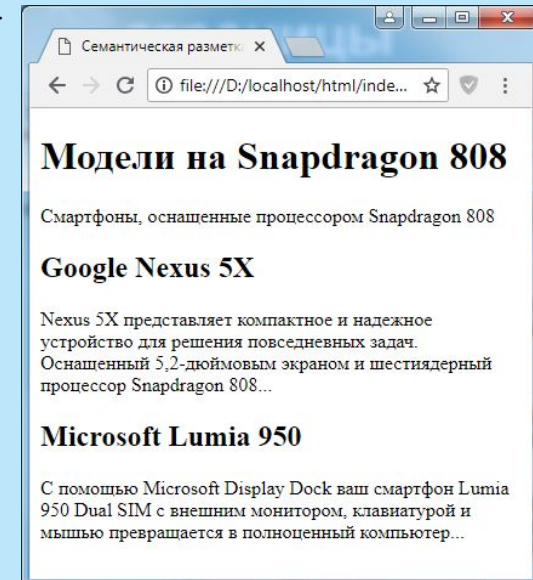 Семантическая разметк
file:///D:/localhost/html/inde...
Модели на Snapdragon 808
Смартфоны, оснащенные процессором Snapdragon 808
Google Nexus 5X
Nexus 5X представляет компактное и надежное
устройство для решения повседневных задач.
Оснащенный 5,2-дюймовым экраном и шестиядерный
процессор Snapdragon 808...
Microsoft Lumia 950
С помощью Microsoft Display Dock ваш смартфон Lumia
950 Dual SIM с внешним монитором, клавиатурой и
мышью превращается в полноценный компьютер...